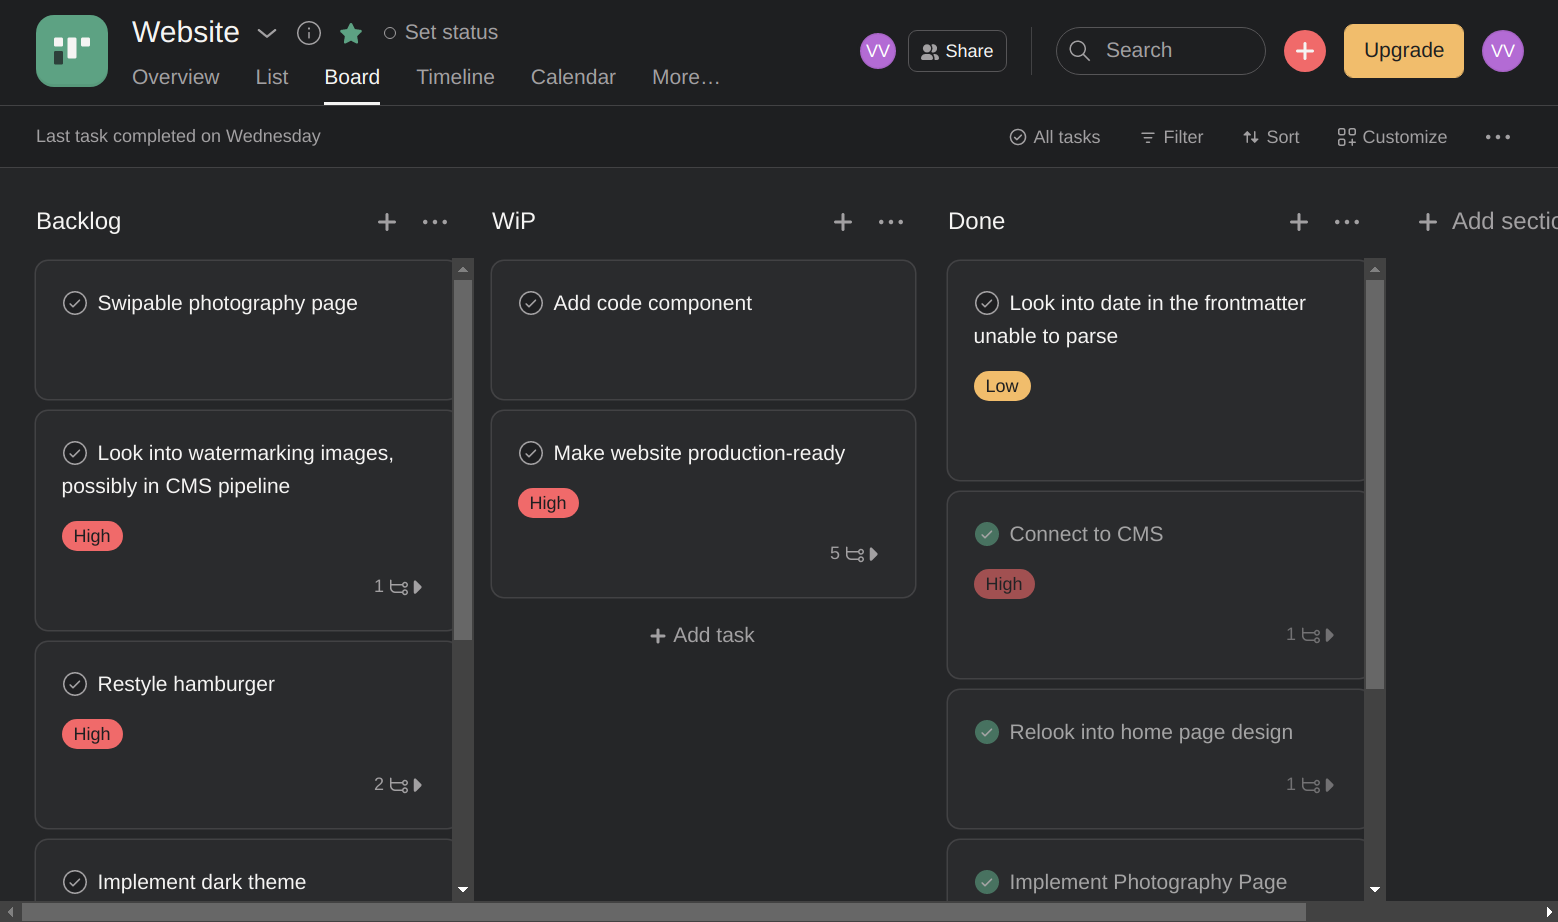 Website
Set status
Overview
List
Board
Timeline
Calendar
More...
VV
Share
Search
Upgrade
VV
Last task completed on Wednesday
All tasks
Filter
Sort
Customize
Backlog
WiP
Done
Add sectio
Swipable photography page
Look into watermarking images,
possibly in CMS pipeline
High
1
Restyle hamburger
High
2
Implement dark theme
Add code component
Make website production-ready
High
5
Add task
Look into date in the frontmatter
unable to parse
Low
Connect to CMS
High
1
Relook into home page design
1
Implement Photography Page